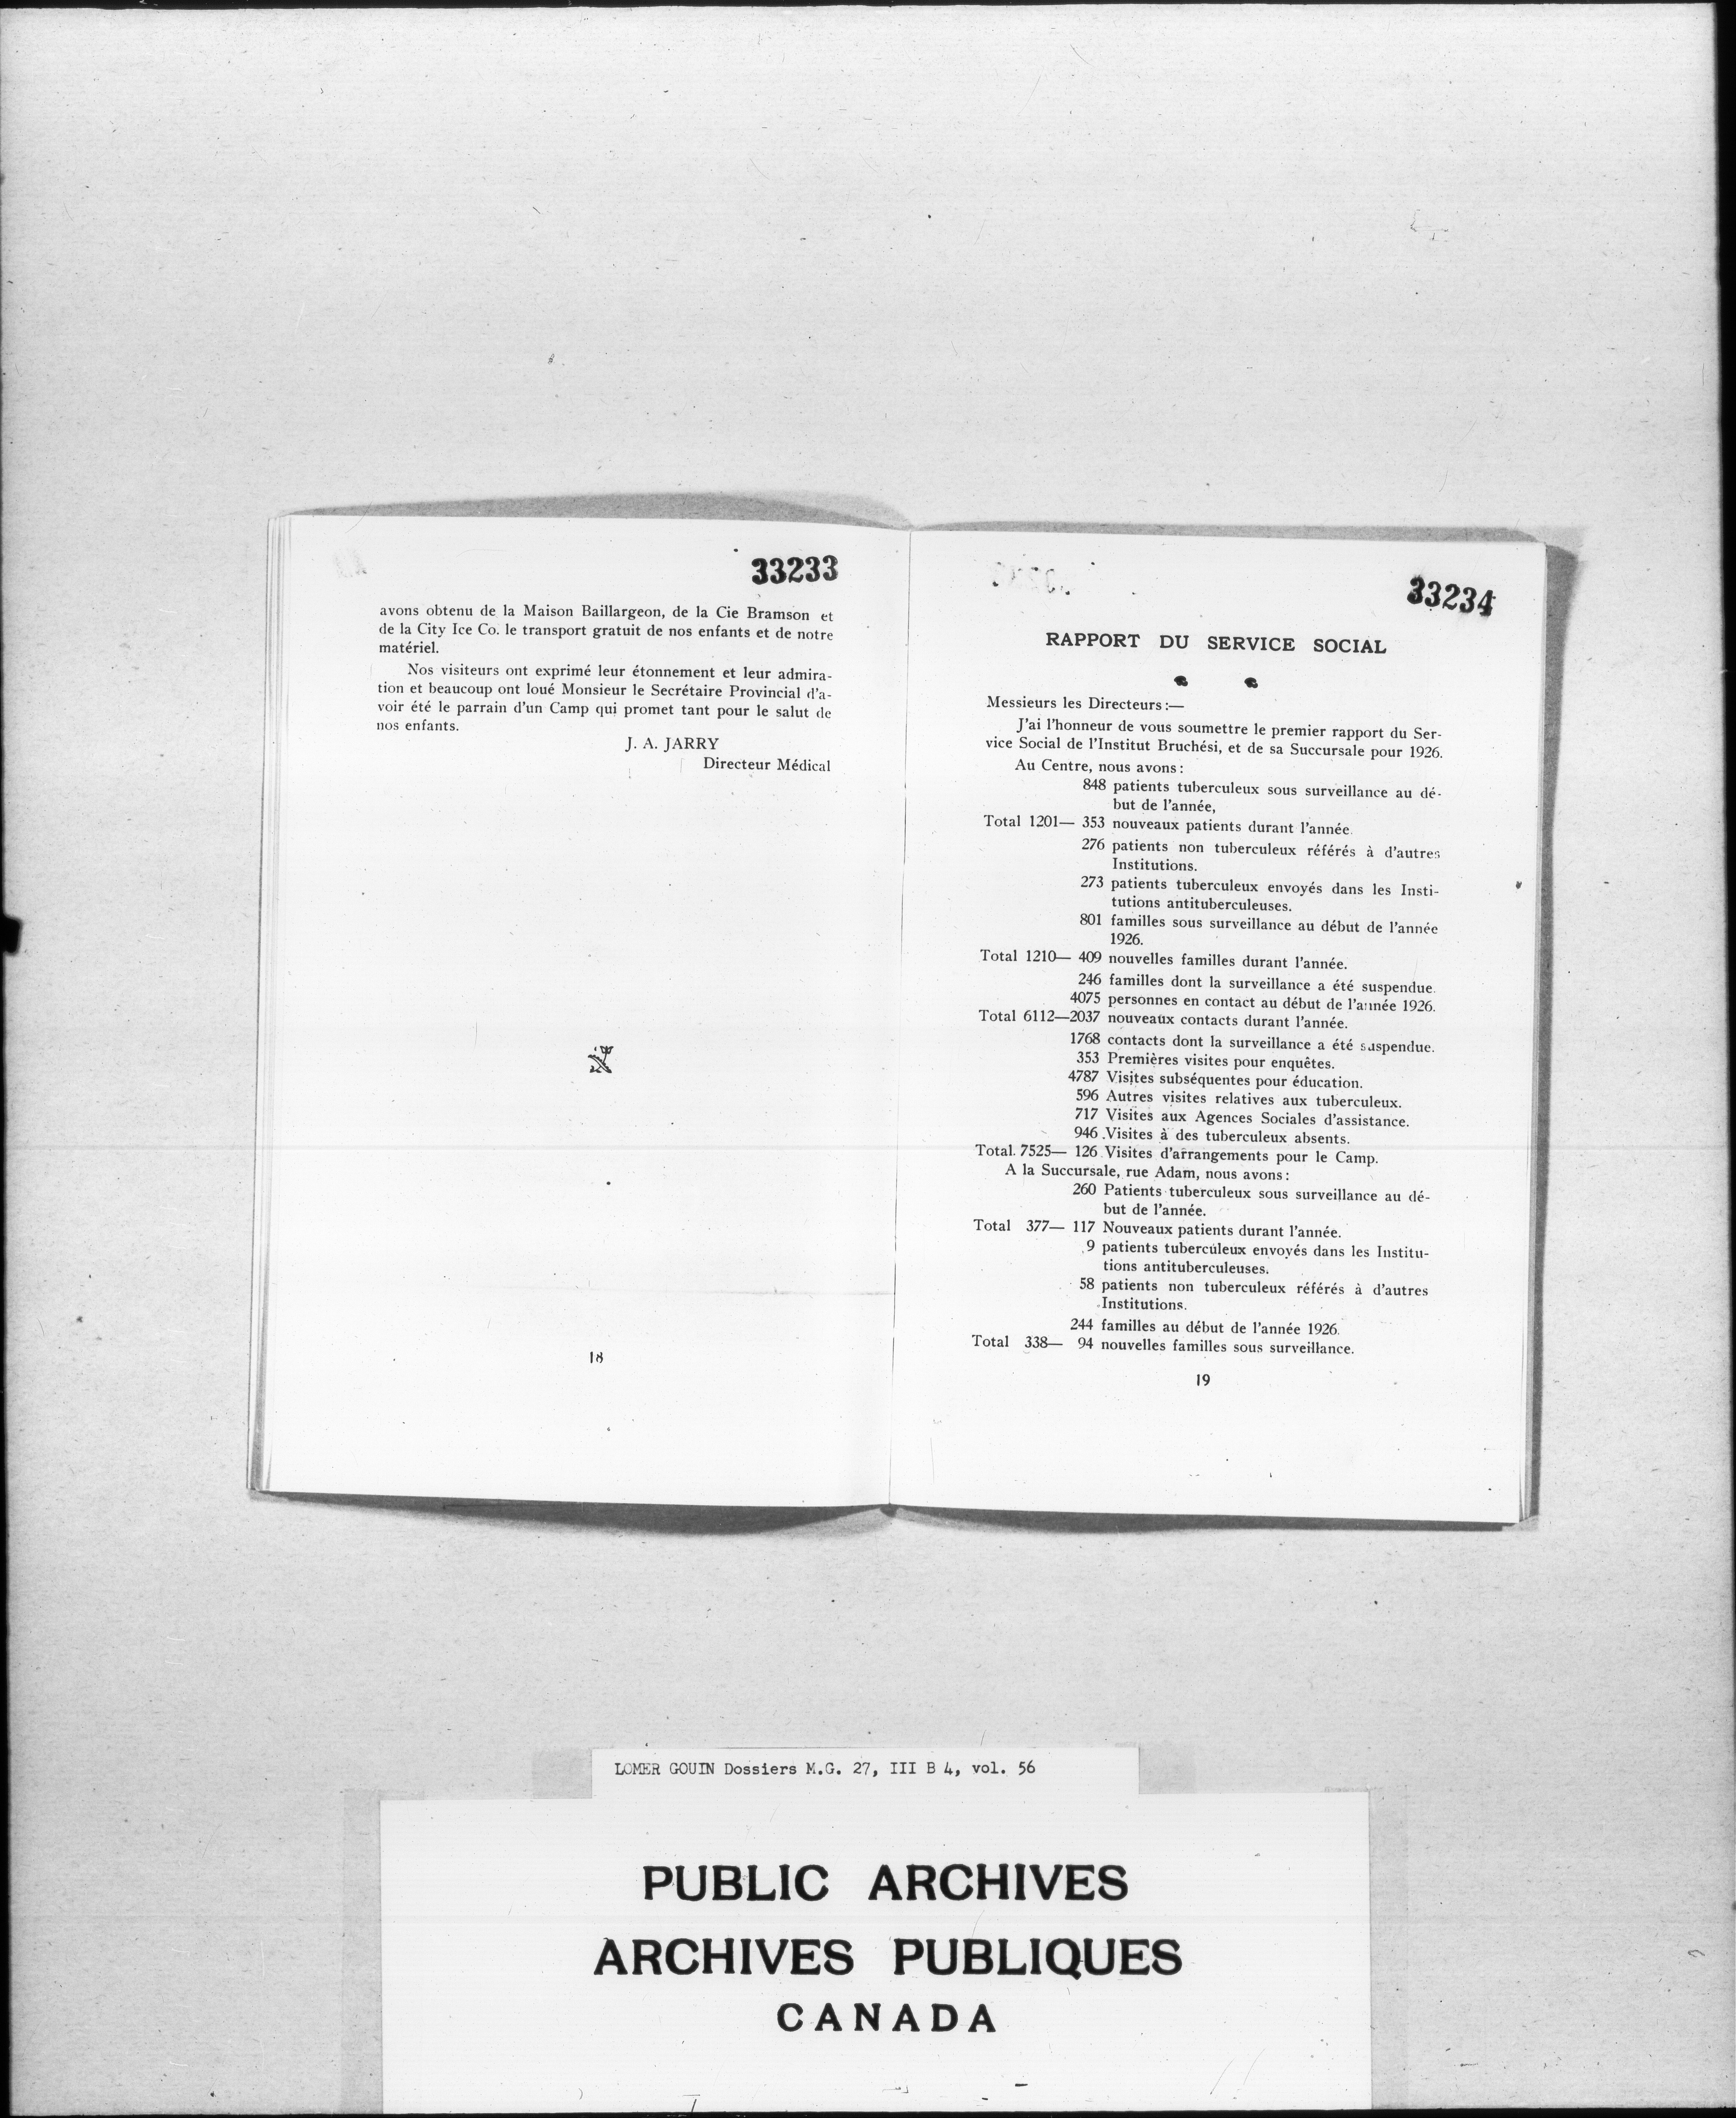 33233
avons obtenu de la Maison Baillargeon, de la Cie Bramson et
de la City Ice Co. le transport gratuit de nos enfants et de notre
matériel.
Nos visiteurs ont exprimé leur étonnement et leur admira-
tion et beaucoup ont loué Monsieur le Secrétaire Provincial d'a-
voir été le parrain d'un Camp qui promet tant pour le salut de
nos enfants.
J. A. JARRY
Directeur Médical
18
33234
RAPPORT DU SERVICE SOCIAL
Messieurs les Directeurs :—
J'ai l'honneur de vous soumettre le premier rapport du Ser-
vice Social de l'Institut Bruchési, et de sa Succursale pour 1926.
Au Centre, nous avons :
848 patients tuberculeux sous surveillance au dé-
but de l'année,
Total 1201— 353 nouveaux patients durant l'année.
276 patients non tuberculeux référés à d'autres
Institutions.
273 patients tuberculeux envoyés dans les Insti-
tutions antituberculeuses.
801 familles sous surveillance au début de l'année
1926.
Total 1210— 409 nouvelles familles durant l'année.
246 familles dont la surveillance a été suspendue.
4075 personnes en contact au début de l'année 1926.
Total 6112—2037 nouveaux contacts durant l'année.
1768 contacts dont la surveillance a été suspendue.
353 Premières visites pour enquêtes.
4787 Visites subséquentes pour éducation.
596 Autres visites relatives aux tuberculeux.
717 Visites aux Agences Sociales d'assistance.
946 Visites à des tuberculeux absents.
Total. 7525— 126 Visites d'arrangements pour le Camp.
A la Succursale, rue Adam, nous avons :
260 Patients tuberculeux sous surveillance au dé-
but de l'année.
Total 377— 117 Nouveaux patients durant l'année.
9 patients tuberculeux envoyés dans les Institu-
tions antituberculeuses.
58 patients non tuberculeux référés à d'autres
Institutions.
244 familles au début de l'année 1926.
Total 338— 94 nouvelles familles sous surveillance.
19
LOMER GOUIN Dossiers M.G. 27, III B 4, vol. 56
PUBLIC ARCHIVES
ARCHIVES PUBLIQUES
CANADA